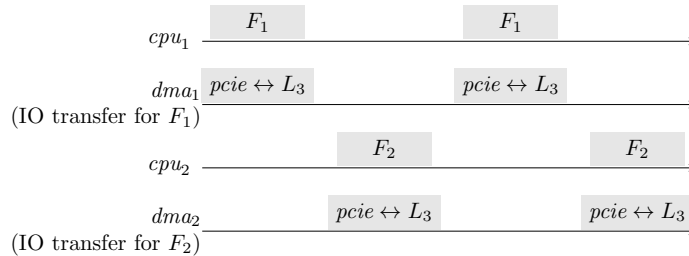 F₁ F₁
cpu₁
pcie ↔ L₃ pcie ↔ L₃
dma₁
(IO transfer for F₁)
F₂ F₂
cpu₂
pcie ↔ L₃ pcie ↔ L₃
dma₂
(IO transfer for F₂)